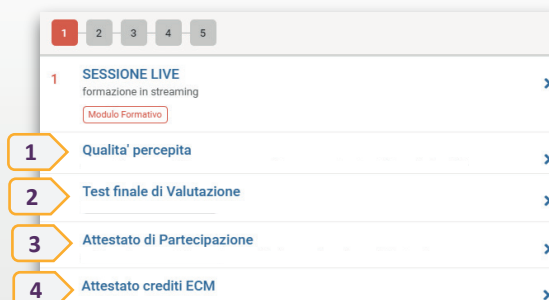 1 2 3 4 5
1 SESSIONE LIVE
formazione in streaming
Modulo Formativo
1 Qualita' percepita
2 Test finale di Valutazione
3 Attestato di Partecipazione
4 Attestato crediti ECM